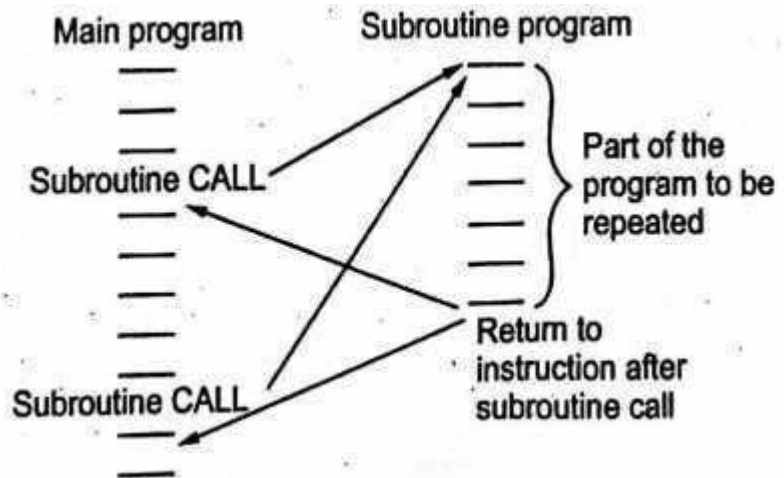 Main program
Subroutine program
Subroutine CALL
Part of the
program to be
repeated
Return to
instruction after
subroutine call
Subroutine CALL